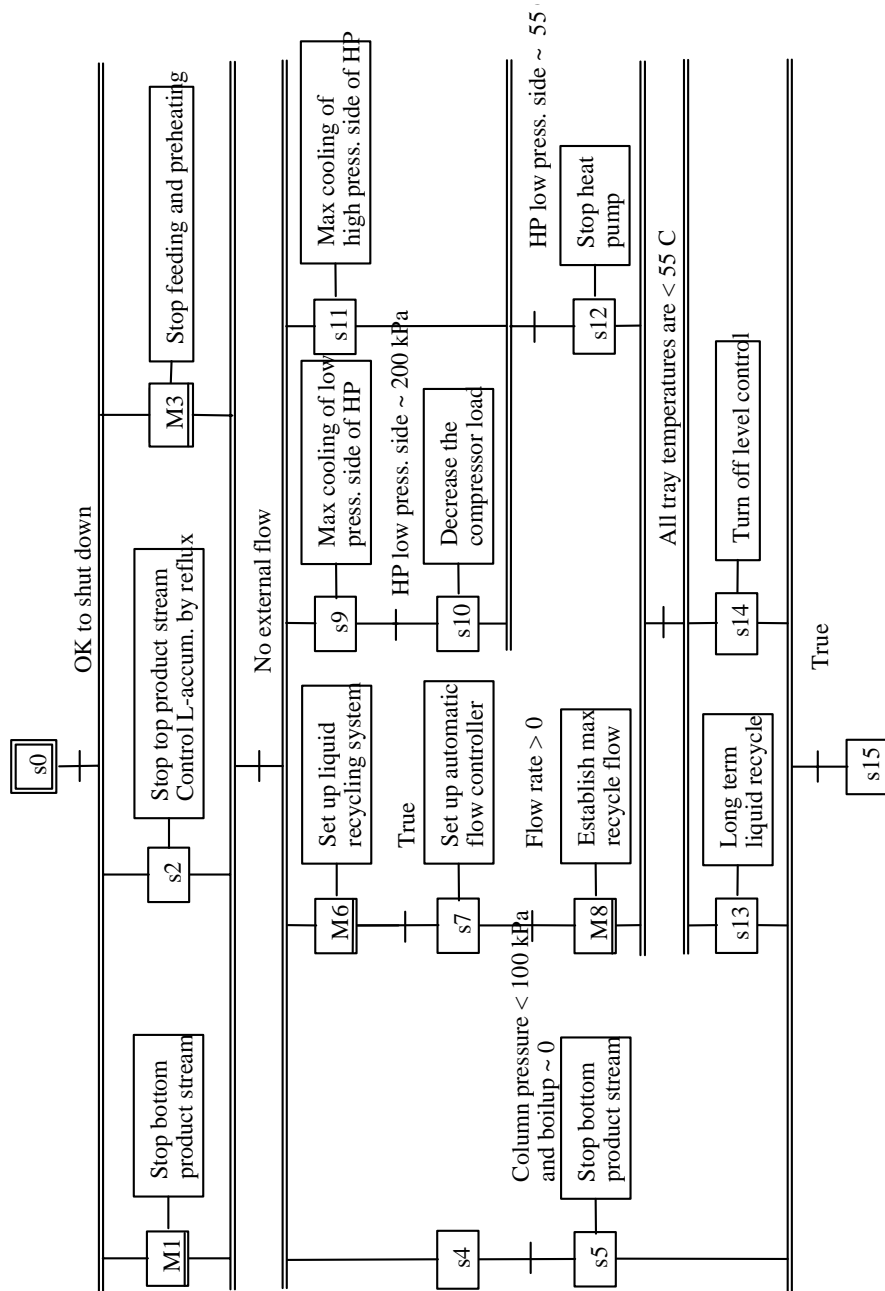 s0
OK to shut down
M1
Stop bottom
product stream
s2
Stop top product stream
Control L-accum. by reflux
M3
Stop feeding and preheating
No external flow
M6
Set up liquid
recycling system
s9
Max cooling of low
press. side of HP
s11
Max cooling of
high press. side of HP
True
HP low press. side ~ 200 kPa
s4
s7
Set up automatic
flow controller
s10
Decrease the
compressor load
Column pressure < 100 kPa
and boilup ~ 0
Flow rate > 0
HP low press. side ~ 55
s5
Stop bottom
product stream
M8
Establish max
recycle flow
s12
Stop heat
pump
All tray temperatures are < 55 C
s13
Long term
liquid recycle
s14
Turn off level control
True
s15